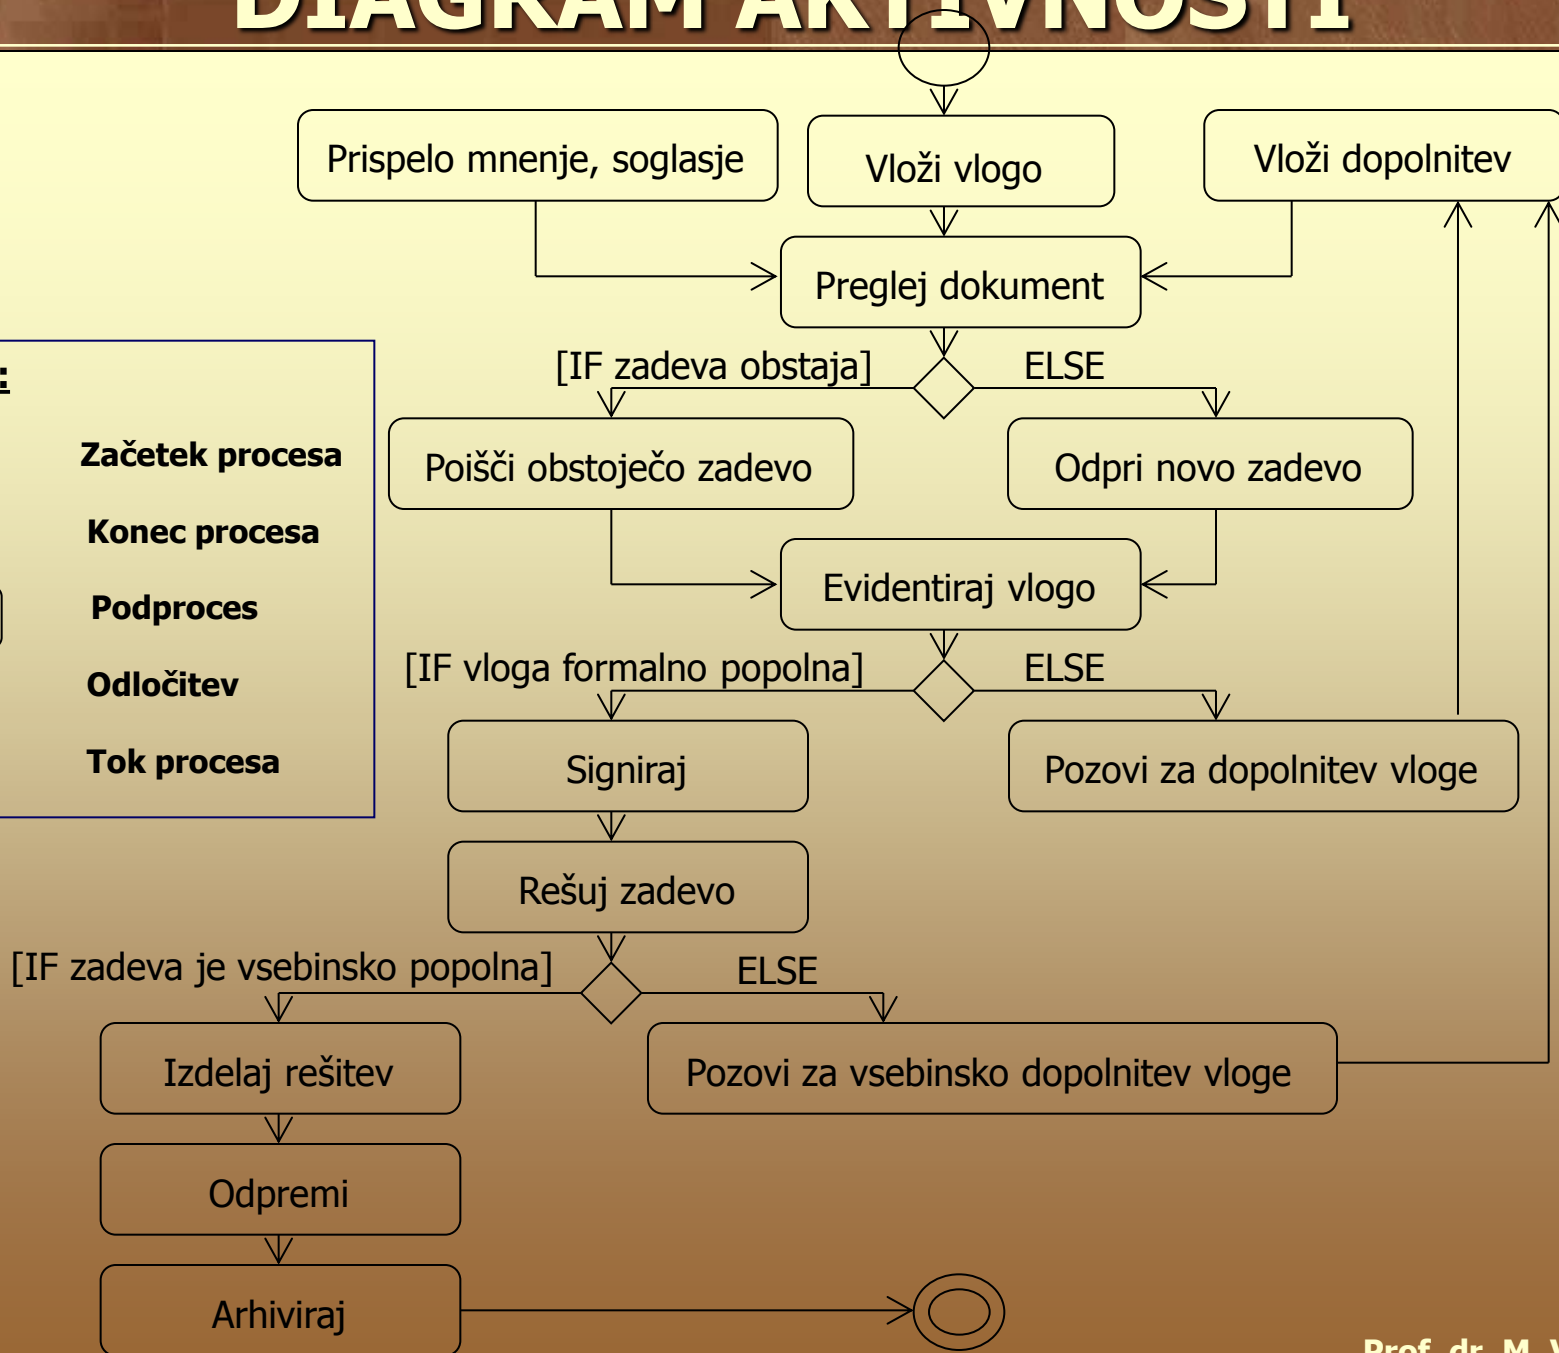 DIAGRAM AKTIVNOSTI
Prispelo mnenje, soglasje
Vloži vlogo
Vloži dopolnitev
Preglej dokument
[IF zadeva obstaja]
ELSE
:
Začetek procesa
Konec procesa
Podproces
Odločitev
Tok procesa
Poišči obstoječo zadevo
Odpri novo zadevo
Evidentiraj vlogo
[IF vloga formalno popolna]
ELSE
Signiraj
Pozovi za dopolnitev vloge
Rešuj zadevo
[IF zadeva je vsebinsko popolna]
ELSE
Izdelaj rešitev
Pozovi za vsebinsko dopolnitev vloge
Odpremi
Arhiviraj
Prof. dr. M. V